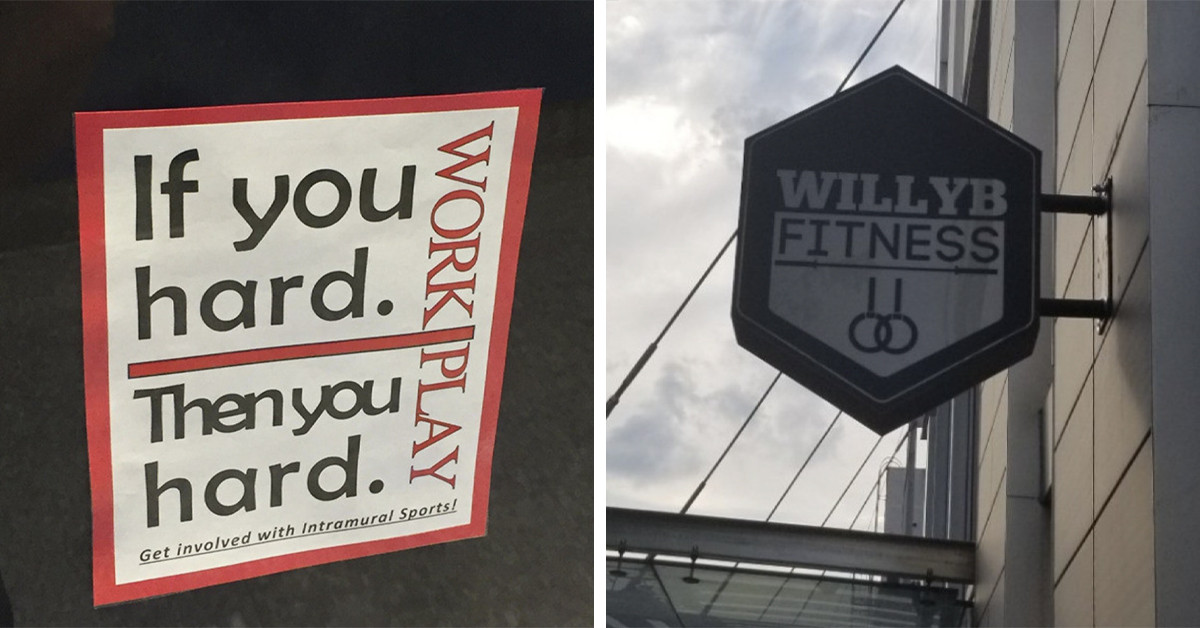 If you
hard.
WORK
Then you
hard.
PLAY
Get involved with Intramural Sports!
WILLYB
FITNESS